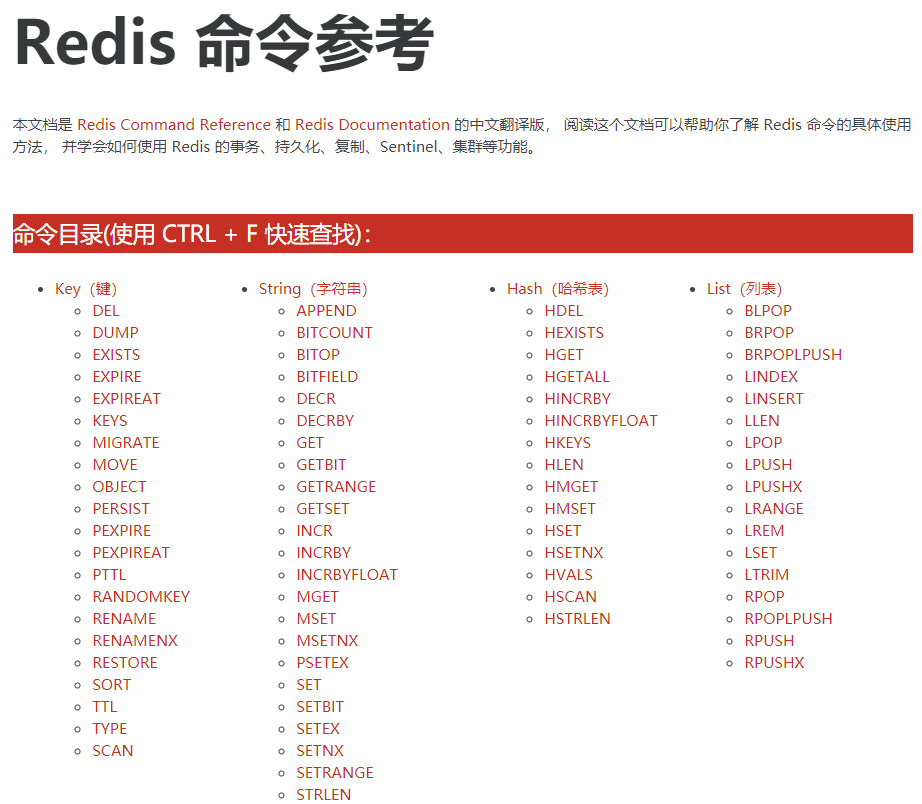 Redis 命令参考
本文档是 Redis Command Reference 和 Redis Documentation 的中文翻译版， 阅读这个文档可以帮助你了解 Redis 命令的具体使用
方法， 并学会如何使用 Redis 的事务、持久化、复制、Sentinel、集群等功能。
命令目录(使用 CTRL + F 快速查找)：
Key（键）
DEL
DUMP
EXISTS
EXPIRE
EXPIREAT
KEYS
MIGRATE
MOVE
OBJECT
PERSIST
PEXPIRE
PEXPIREAT
PTTL
RANDOMKEY
RENAME
RENAMENX
RESTORE
SORT
TTL
TYPE
SCAN
String（字符串）
APPEND
BITCOUNT
BITOP
BITFIELD
DECR
DECRBY
GET
GETBIT
GETRANGE
GETSET
INCR
INCRBY
INCRBYFLOAT
MGET
MSET
MSETNX
PSETEX
SET
SETBIT
SETEX
SETNX
SETRANGE
STRLEN
Hash（哈希表）
HDEL
HEXISTS
HGET
HGETALL
HINCRBY
HINCRBYFLOAT
HKEYS
HLEN
HMGET
HMSET
HSET
HSETNX
HVALS
HSCAN
HSTRLEN
List（列表）
BLPOP
BRPOP
BRPOPLPUSH
LINDEX
LINSERT
LLEN
LPOP
LPUSH
LPUSHX
LRANGE
LREM
LSET
LTRIM
RPOP
RPOPLPUSH
RPUSH
RPUSHX